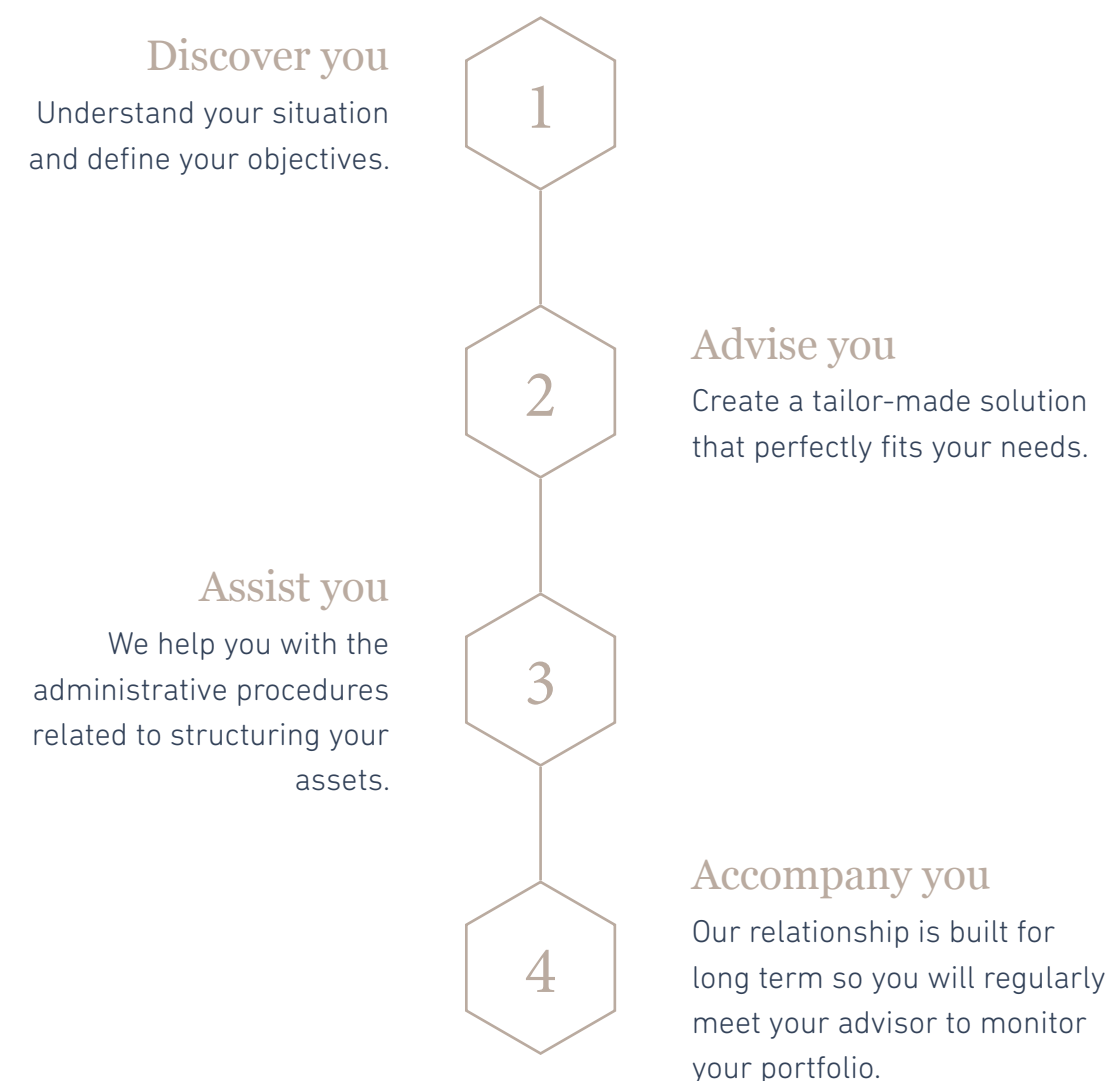 Discover you
Understand your situation
and define your objectives.
1
2
Advise you
Create a tailor-made solution
that perfectly fits your needs.
Assist you
We help you with the
administrative procedures
related to structuring your
assets.
3
4
Accompany you
Our relationship is built for
long term so you will regularly
meet your advisor to monitor
your portfolio.